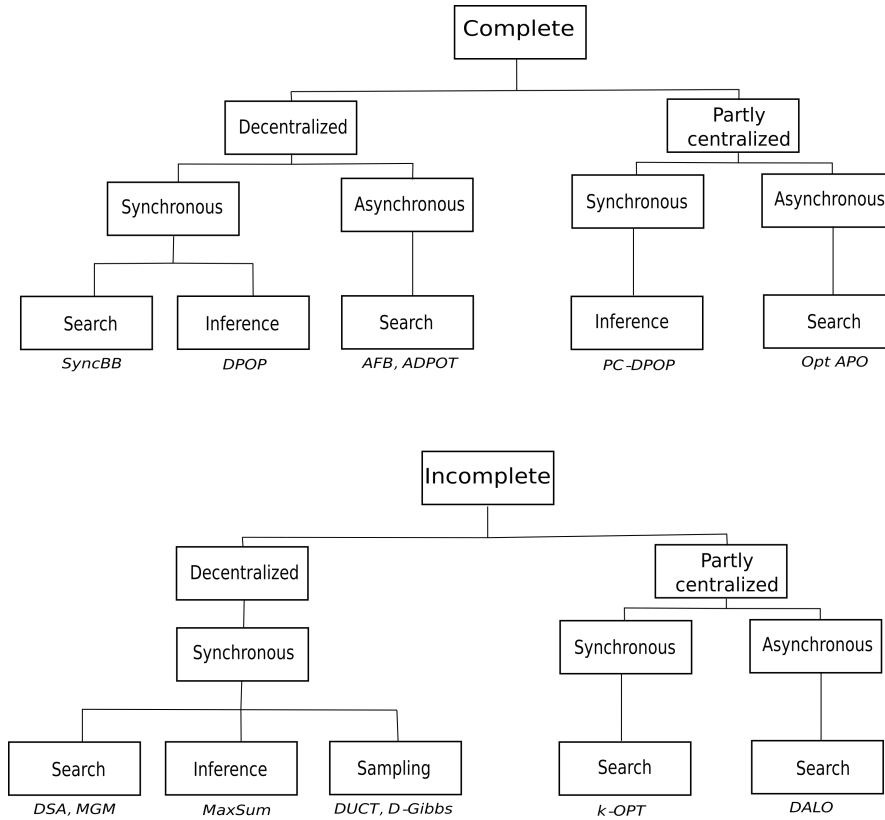 Complete
Decentralized
Partly
centralized
Synchronous
Asynchronous
Synchronous
Asynchronous
Search
Inference
Search
Inference
Search
SyncBB
DPOP
AFB, ADPOT
PC-DPOP
Opt APO
Incomplete
Decentralized
Partly
centralized
Synchronous
Synchronous
Asynchronous
Search
Inference
Sampling
Search
Search
DSA, MGM
MaxSum
DUCT, D-Gibbs
k-OPT
DALO